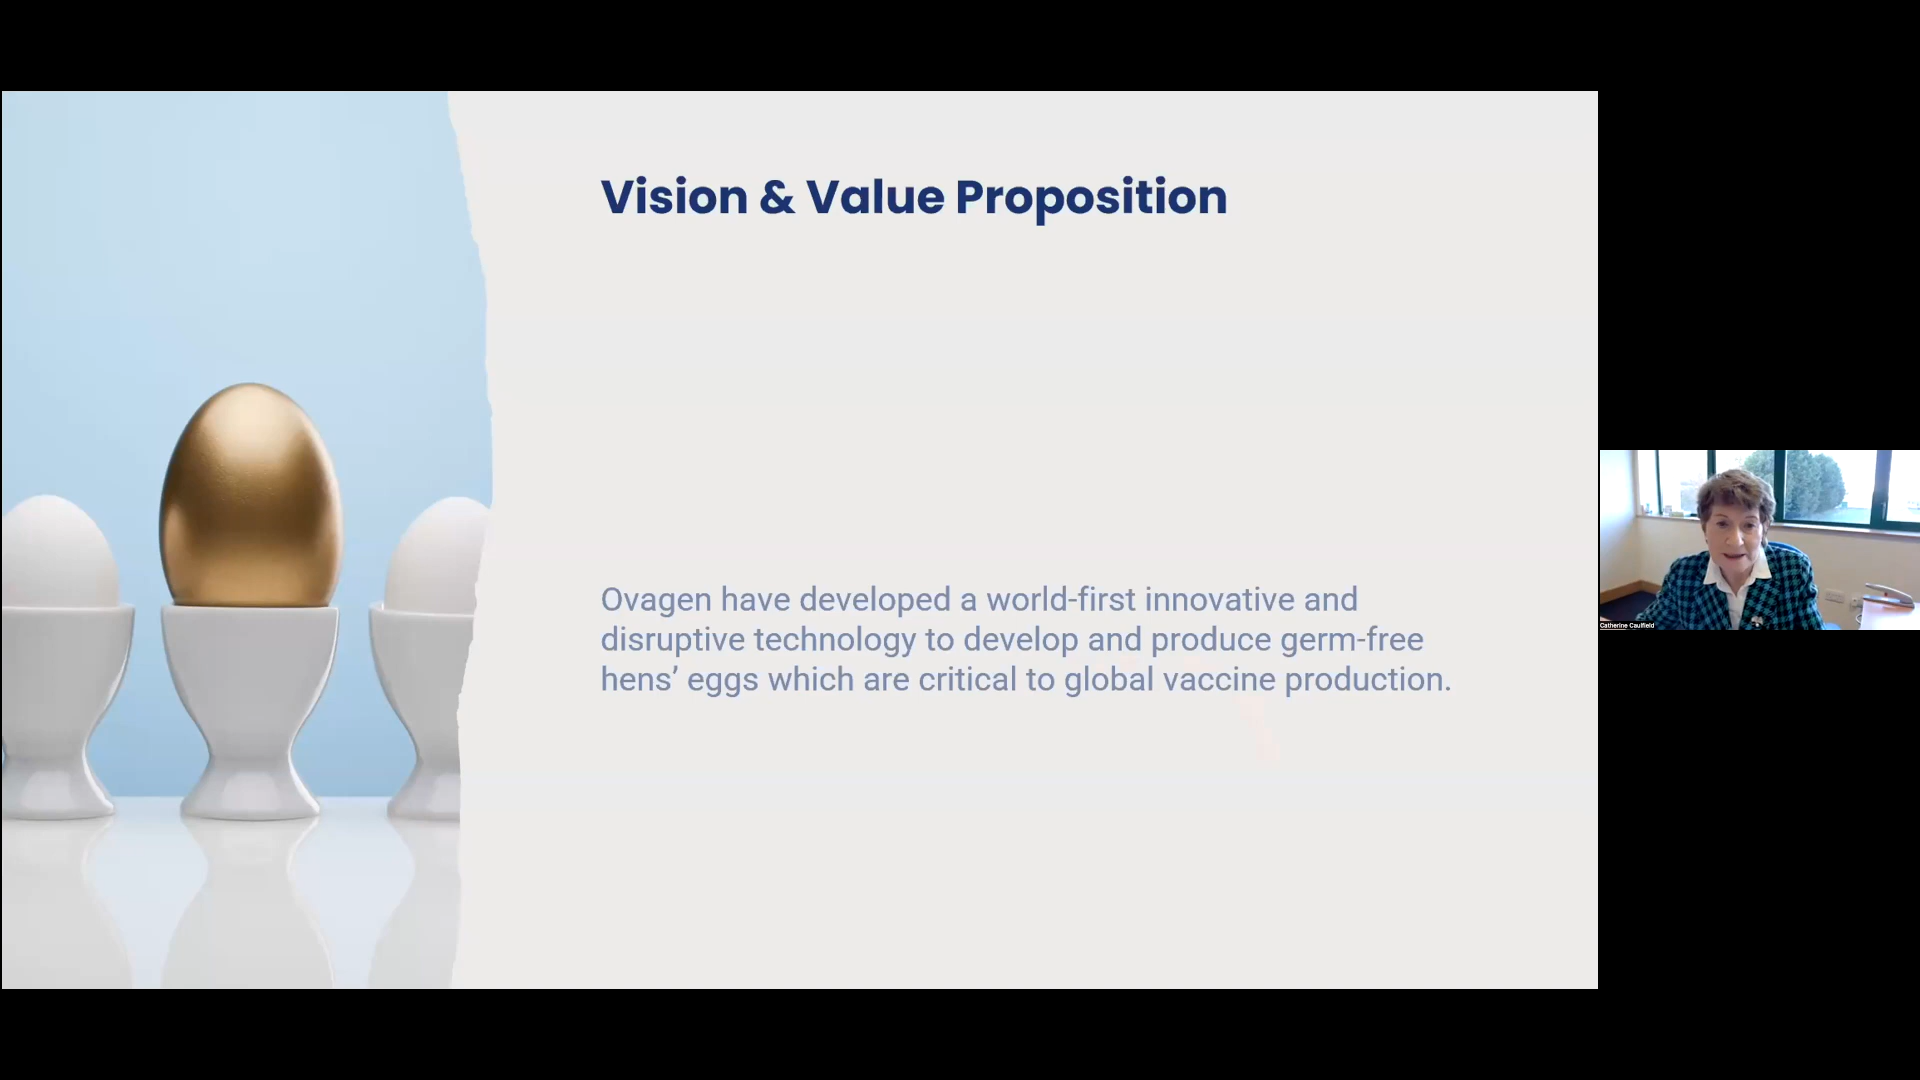 Vision & Value Proposition
Ovagen have developed a world-first innovative and
disruptive technology to develop and produce germ-free
hens’ eggs which are critical to global vaccine production.
Catherine Caulfield